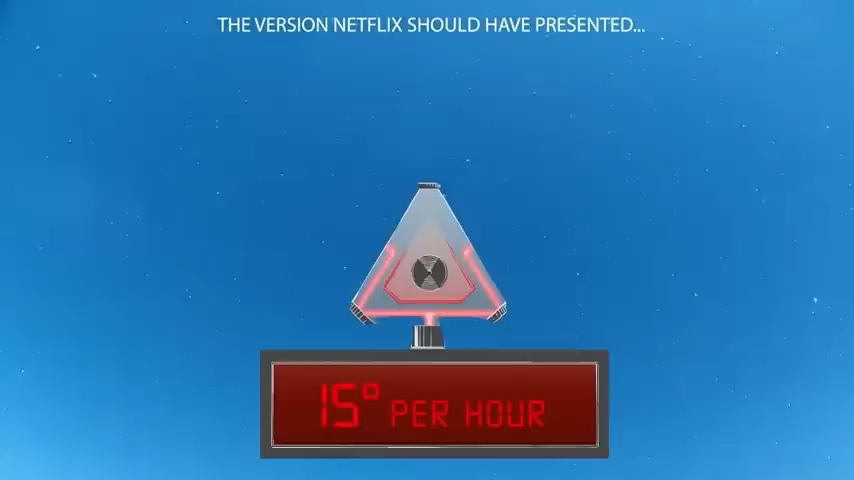 THE VERSION NETFLIX SHOULD HAVE PRESENTED...
15° PER HOUR